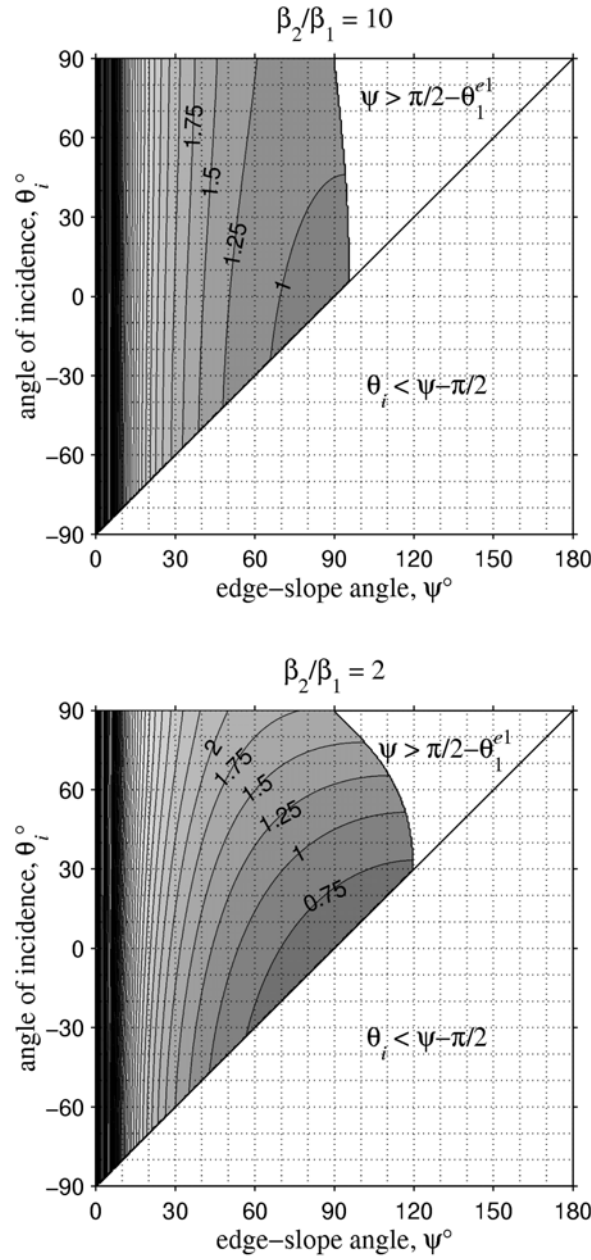 β₂/β₁ = 10
90
60
30
0
−30
−60
−90
angle of incidence, θᵢ°
1.75
1.5
1.25
1
ψ > π/2−θ₁ᵉ¹
θᵢ < ψ−π/2
0 30 60 90 120 150 180
edge−slope angle, ψ°
β₂/β₁ = 2
90
60
30
0
−30
−60
−90
angle of incidence, θᵢ°
2
1.75
1.5
1.25
1
0.75
ψ > π/2−θ₁ᵉ¹
θᵢ < ψ−π/2
0 30 60 90 120 150 180
edge−slope angle, ψ°